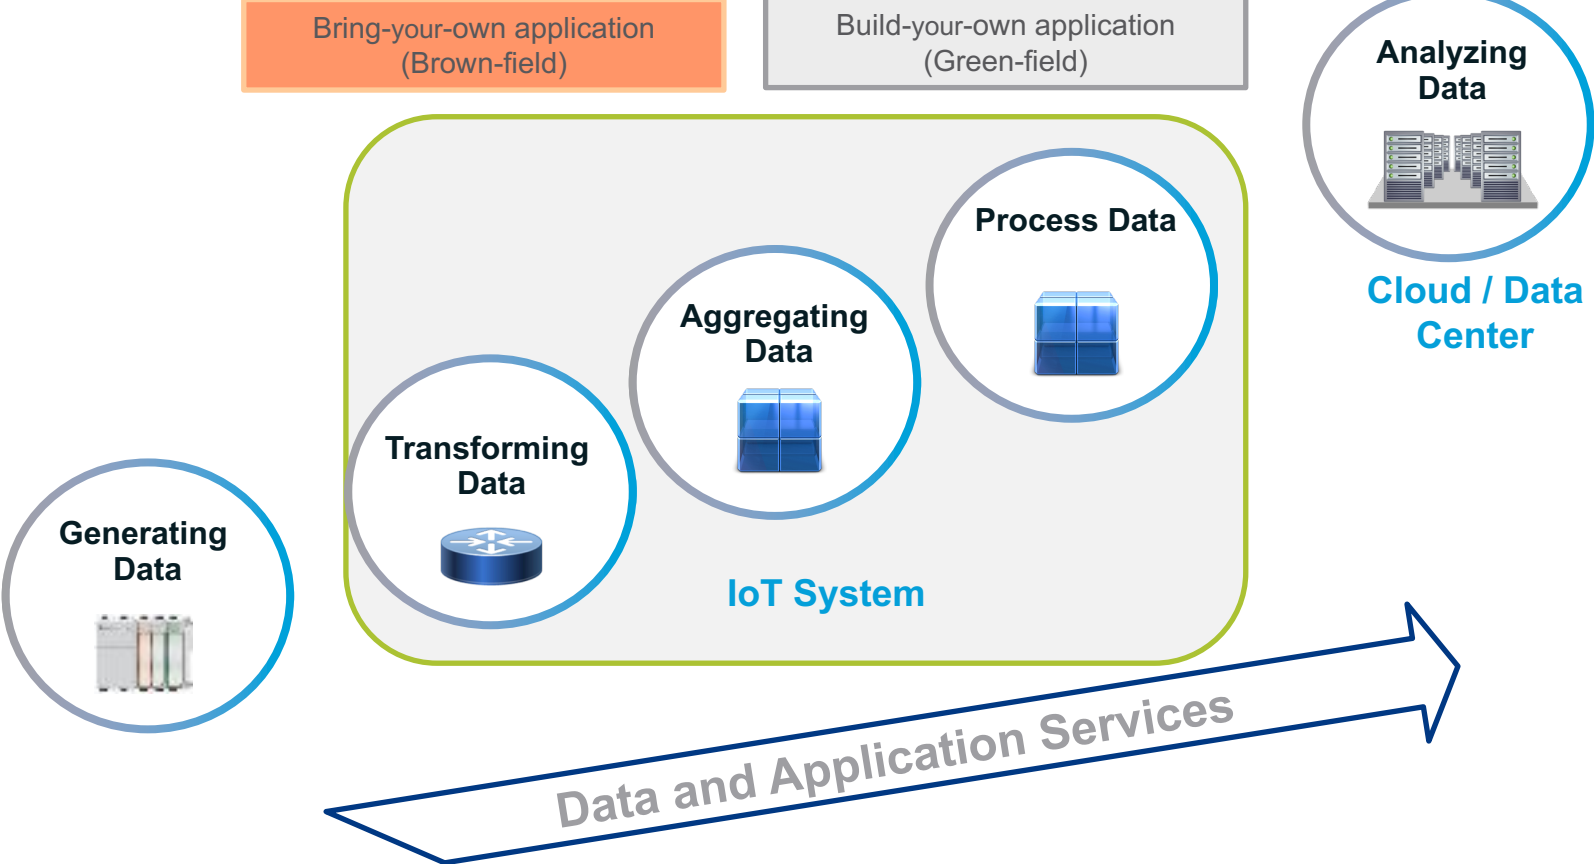 Bring-your-own application
(Brown-field)
Build-your-own application
(Green-field)
Analyzing
Data
Cloud / Data
Center
Process Data
Aggregating
Data
Transforming
Data
Generating
Data
IoT System
Data and Application Services